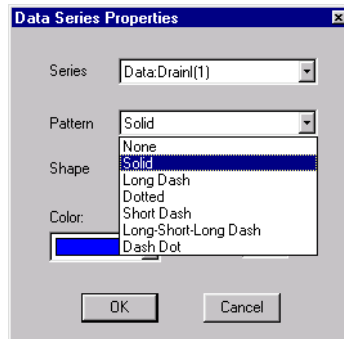 Data Series Properties
Series Data:DrainI(1)
Pattern Solid
None
Solid
Shape
Long Dash
Dotted
Short Dash
Color:
Long-Short-Long Dash
Dash Dot
OK Cancel